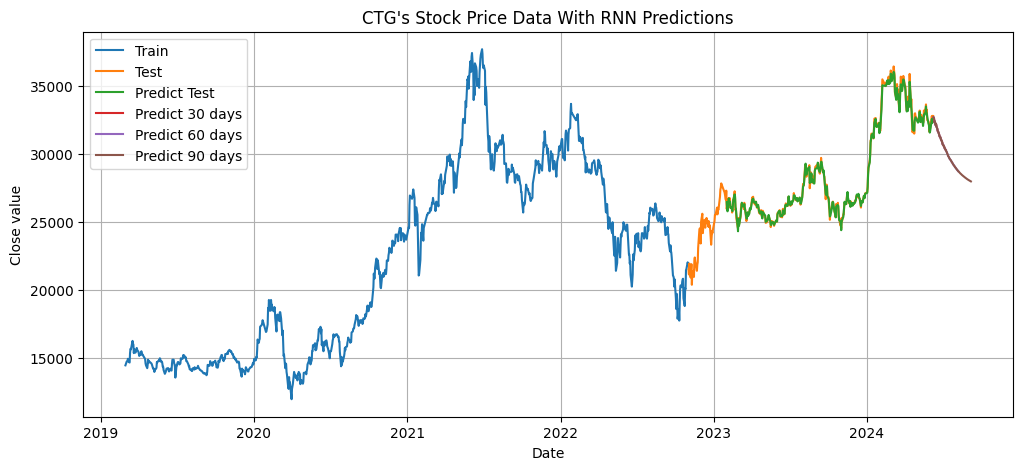 CTG's Stock Price Data With RNN Predictions
Train
Test
Predict Test
Predict 30 days
Predict 60 days
Predict 90 days
Close value
35000
30000
25000
20000
15000
2019 2020 2021 2022 2023 2024
Date